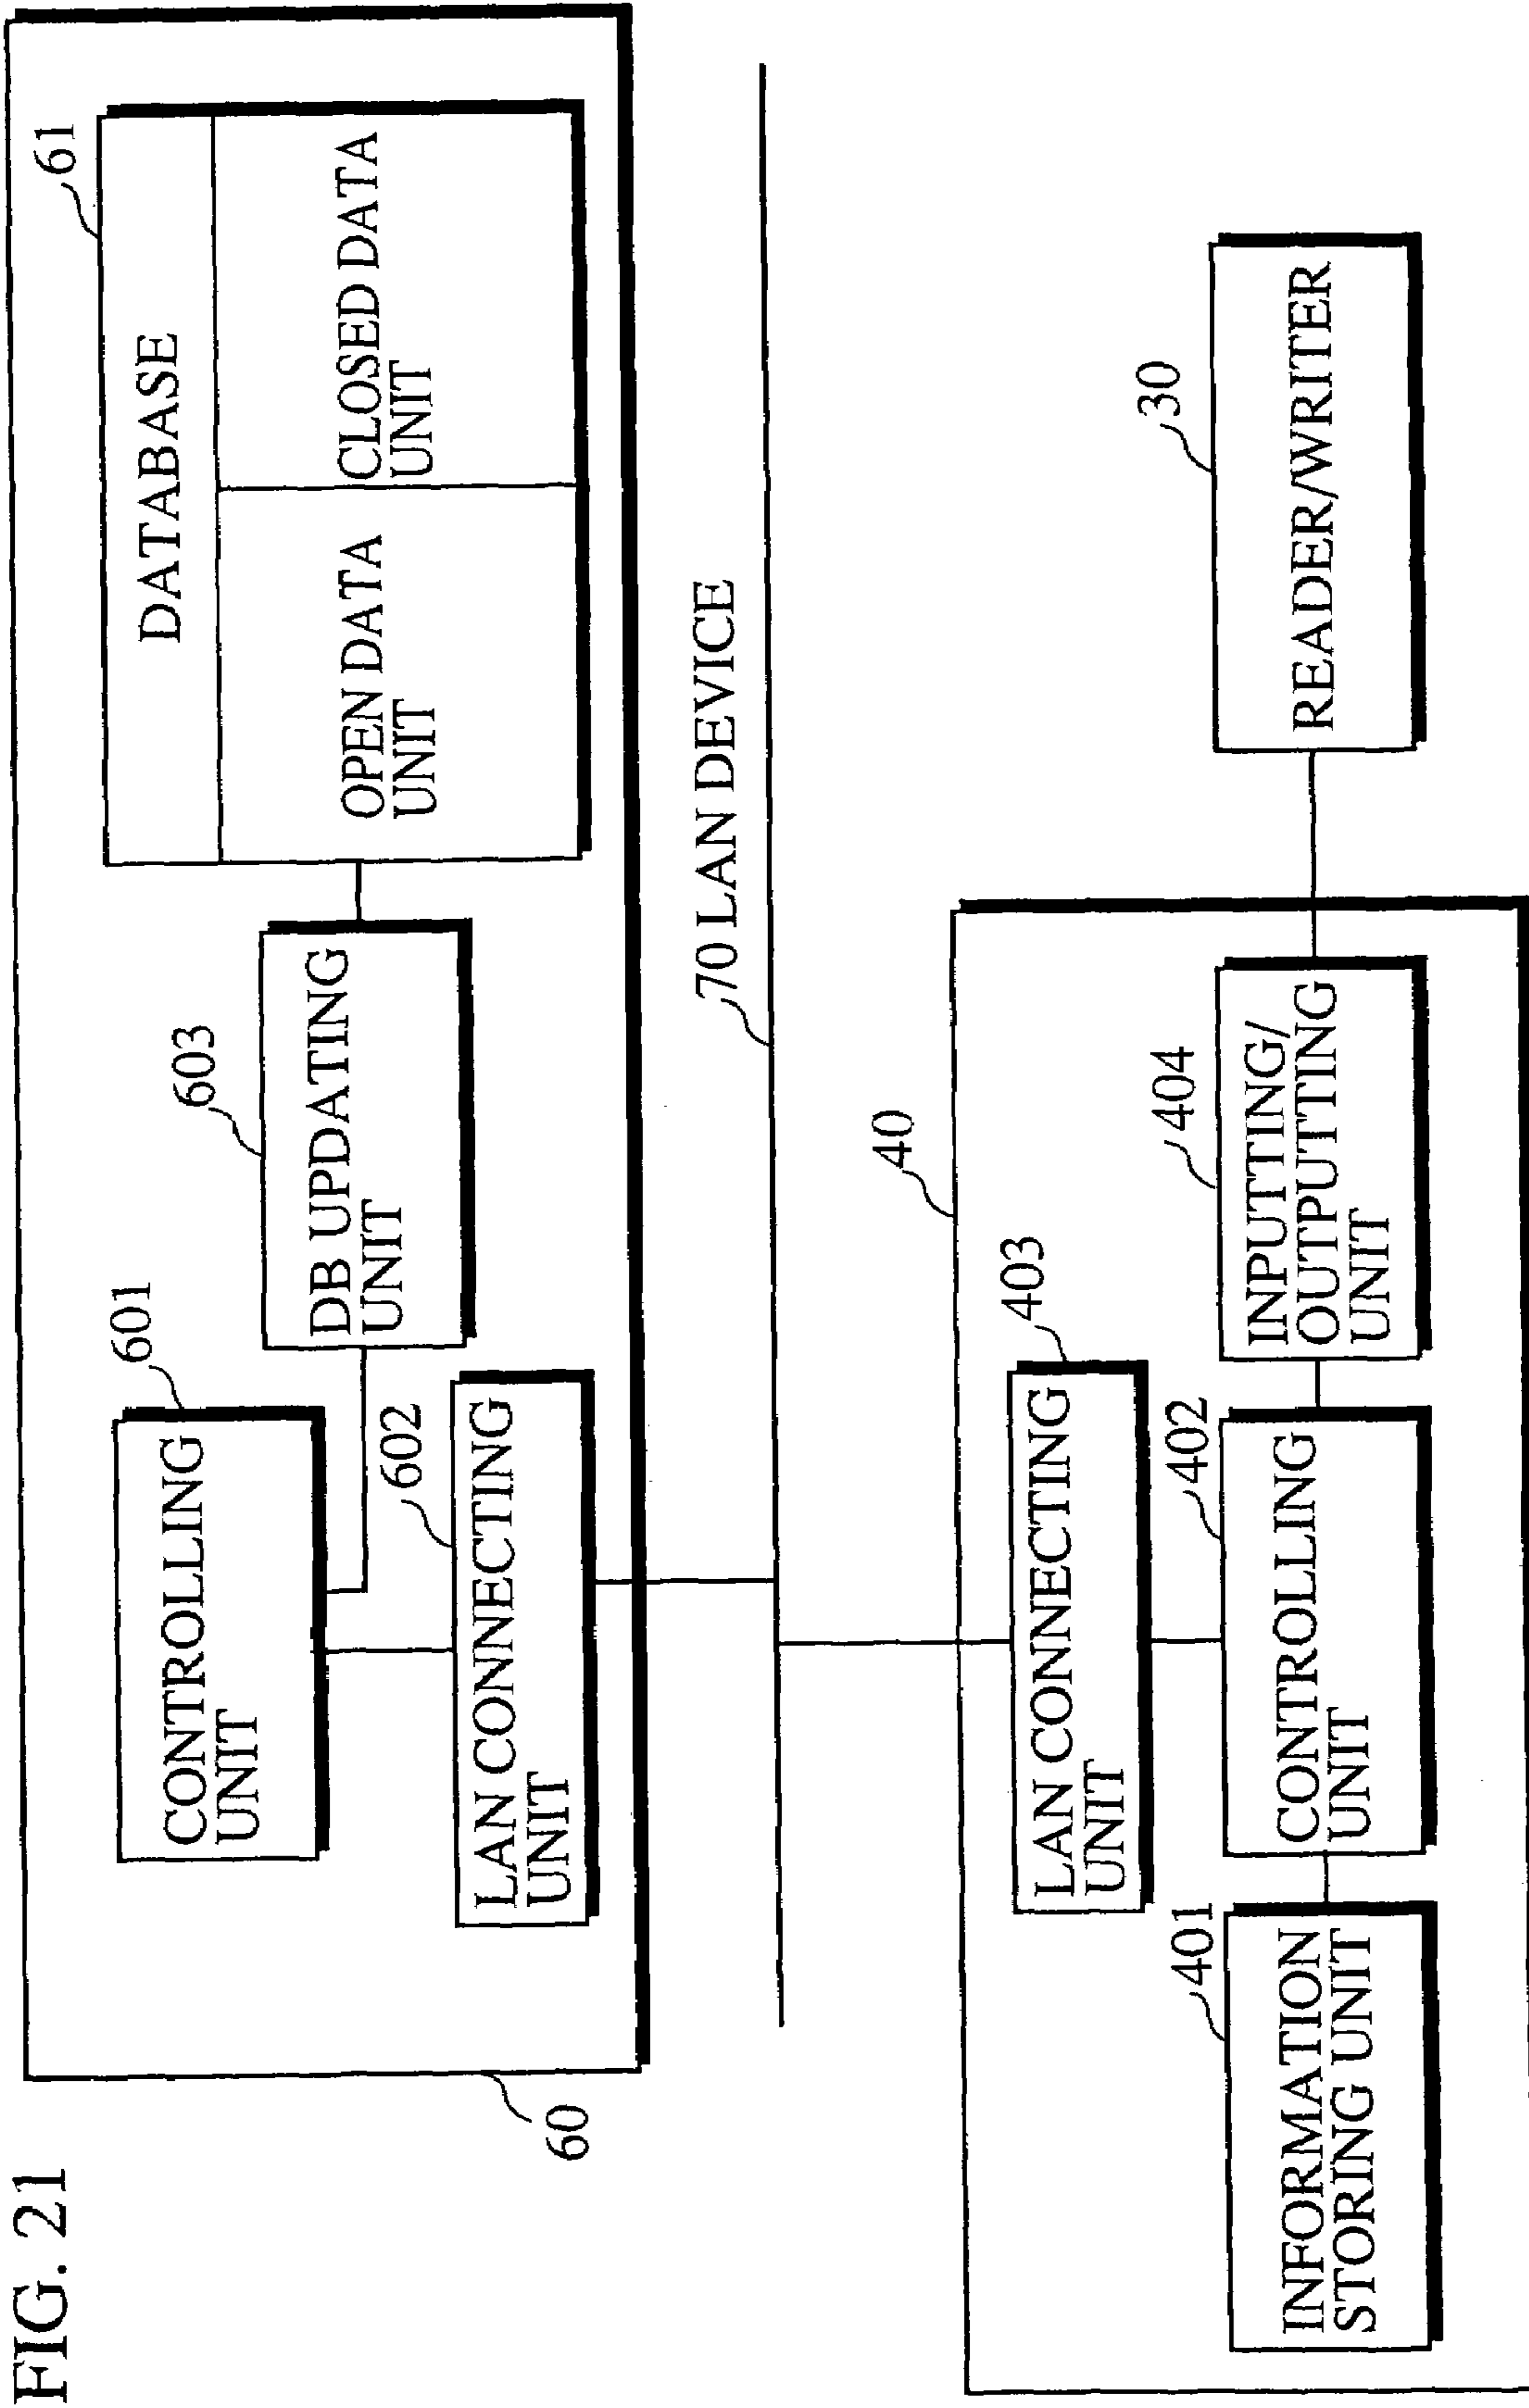 FIG. 21
60
601
CONTROLLING
UNIT
602
LAN CONNECTING
UNIT
603
DB UPDATING
UNIT
61
DATABASE
OPEN DATA
UNIT
CLOSED DATA
UNIT
70 LAN DEVICE
40
403
LAN CONNECTING
UNIT
401
INFORMATION
STORING UNIT
402
CONTROLLING
UNIT
404
INPUTTING/
OUTPUTTING
UNIT
30
READER/WRITER